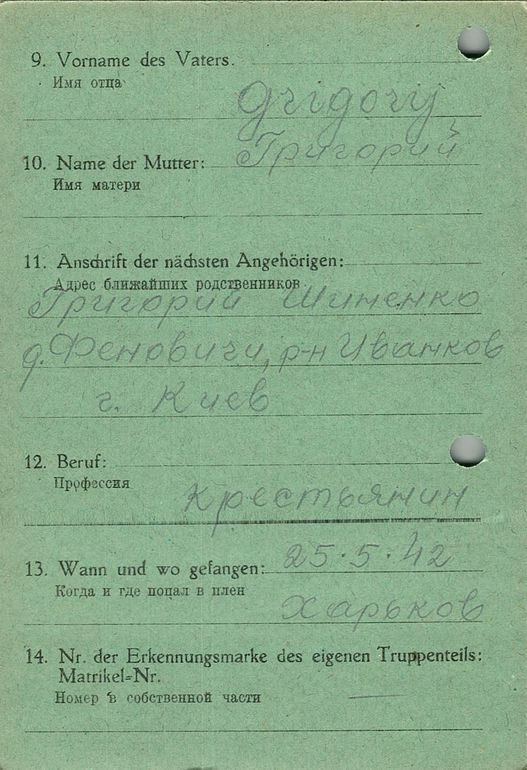 9. Vorname des Vaters.
Имя отца
Grigorij
Григорий
10. Name der Mutter:
Имя матери
11. Anschrift der nächsten Angehörigen:
Адрес ближайших родственников
Григорий Шиненко
д. Феновичи, р-н Иванков
г. Киев
12. Beruf:
Профессия
крестьянин
13. Wann und wo gefangen:
25.5.42
Когда и где попал в плен
Харьков
14. Nr. der Erkennungsmarke des eigenen Truppenteils:
Matrikel=Nr.
Номер в собственной части —